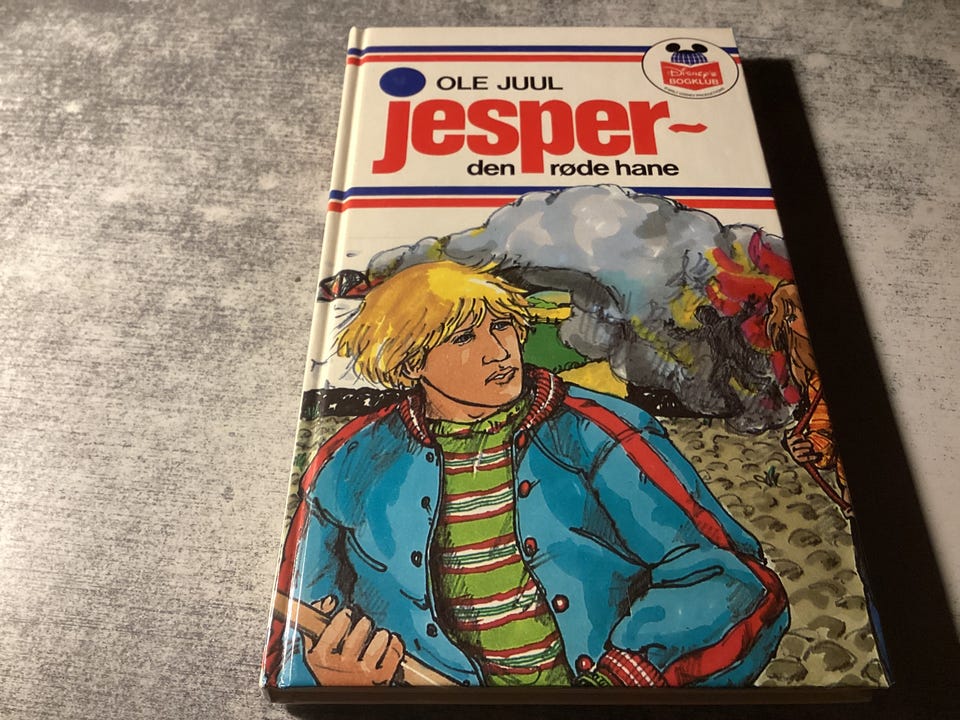 OLE JUUL
jesper-
den røde hane
Disney's
BOGKLUB